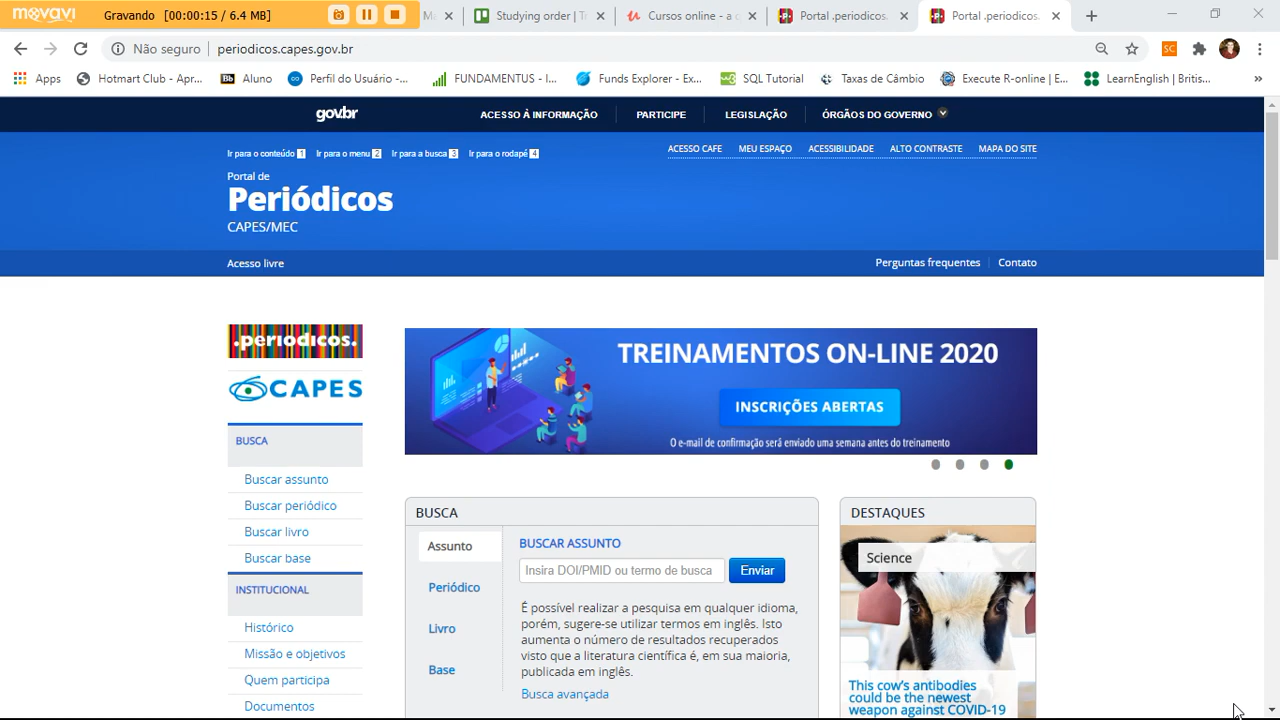 movavi
Gravando [00:00:15 / 6.4 MB]
Studying order | T
Cursos online - a c
Portal .periodicos.
Portal .periodicos.
Não seguro
periodicos.capes.gov.br
SC
Apps
Hotmart Club - Apr...
Bb Aluno
Perfil do Usuário -...
FUNDAMENTUS - I...
Funds Explorer - Ex...
SQL Tutorial
Taxas de Câmbio
Execute R-online | E...
LearnEnglish | Britis...
»
gov.br
ACESSO À INFORMAÇÃO
PARTICIPE
LEGISLAÇÃO
ÓRGÃOS DO GOVERNO
Ir para o conteúdo 1
Ir para o menu 2
Ir para a busca 3
Ir para o rodapé 4
ACESSO CAFE
MEU ESPAÇO
ACESSIBILIDADE
ALTO CONTRASTE
MAPA DO SITE
Portal de
Periódicos
CAPES/MEC
Acesso livre
Perguntas frequentes
Contato
.periodicos.
CAPES
BUSCA
Buscar assunto
Buscar periódico
Buscar livro
Buscar base
INSTITUCIONAL
Histórico
Missão e objetivos
Quem participa
Documentos
TREINAMENTOS ON-LINE 2020
INSCRIÇÕES ABERTAS
O e-mail de confirmação será enviado uma semana antes do treinamento
BUSCA
Assunto
Periódico
Livro
Base
BUSCAR ASSUNTO
Insira DOI/PMID ou termo de busca
Enviar
É possível realizar a pesquisa em qualquer idioma,
porém, sugere-se utilizar termos em inglês. Isto
aumenta o número de resultados recuperados
visto que a literatura científica é, em sua maioria,
publicada em inglês.
Busca avançada
DESTAQUES
Science
This cow's antibodies
could be the newest
weapon against COVID-19